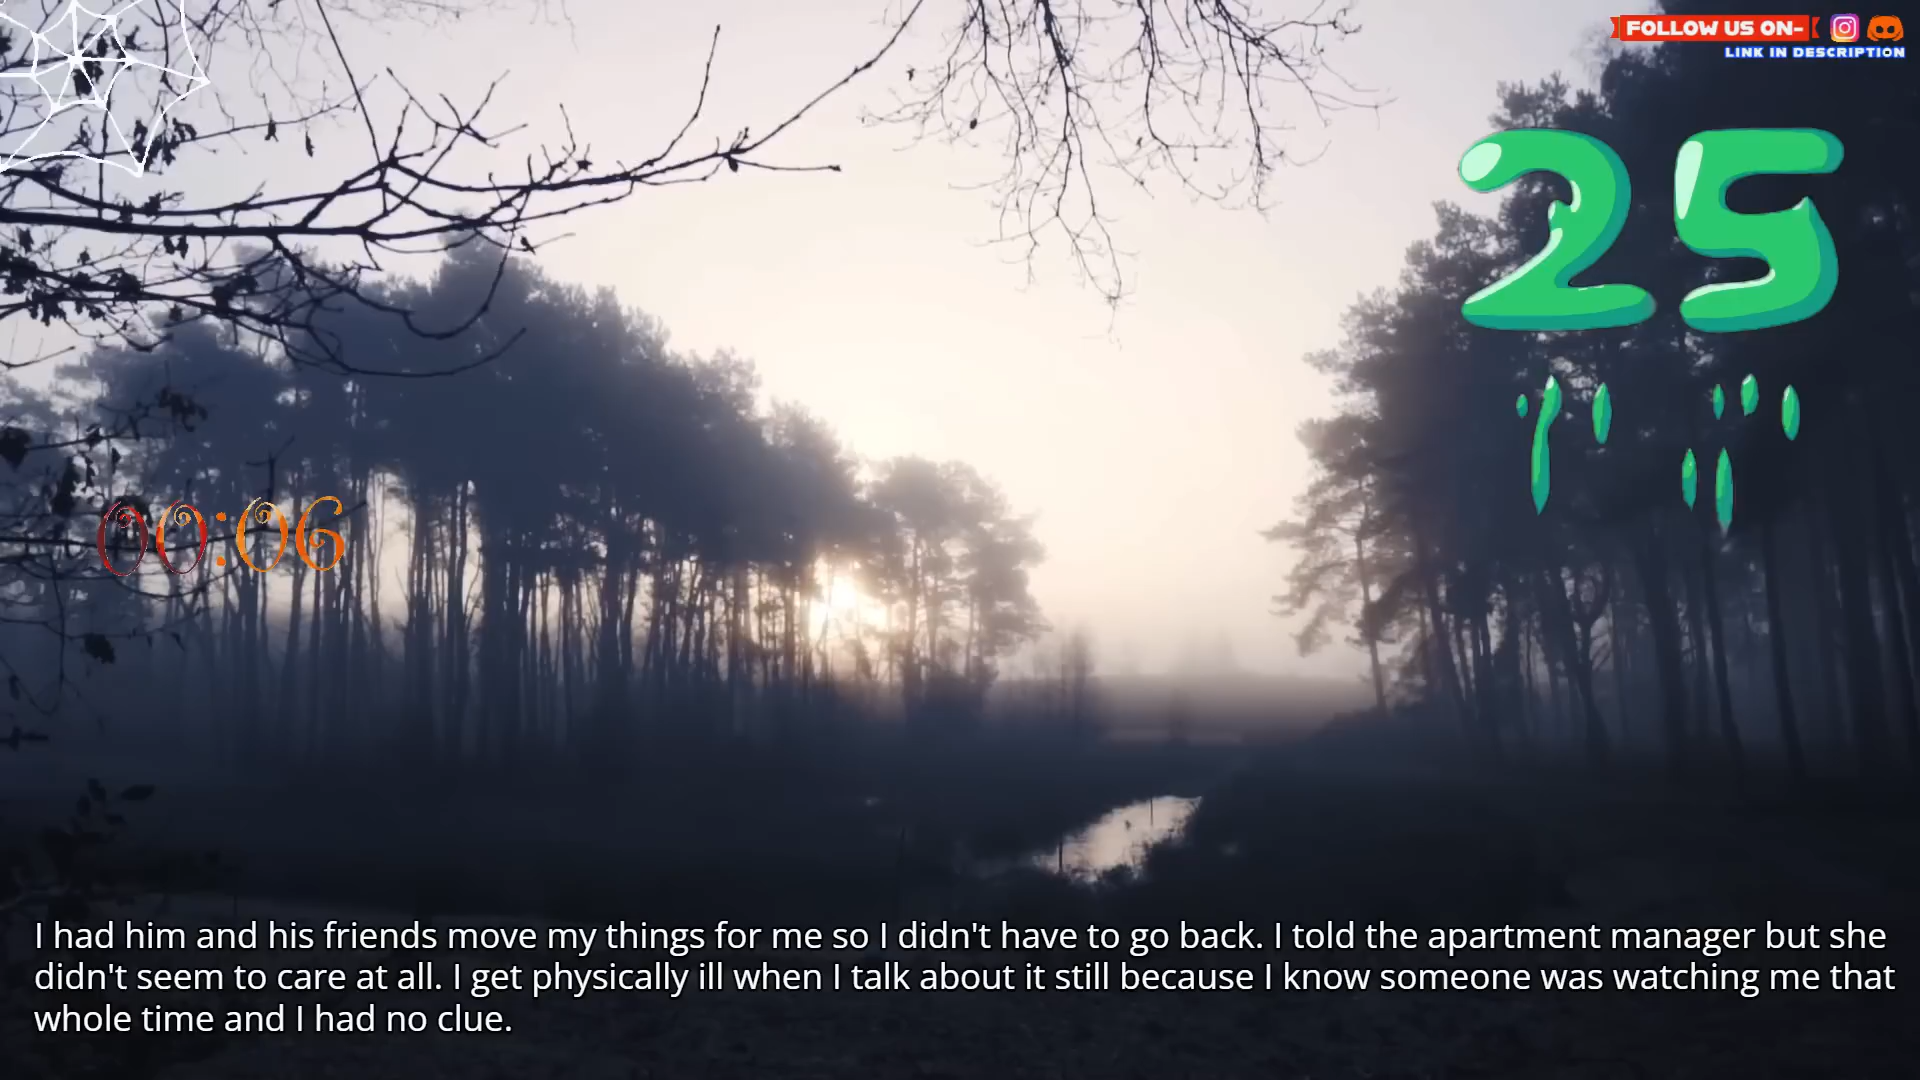 FOLLOW US ON-
LINK IN DESCRIPTION
25
00:06
I had him and his friends move my things for me so I didn't have to go back. I told the apartment manager but she
didn't seem to care at all. I get physically ill when I talk about it still because I know someone was watching me that
whole time and I had no clue.